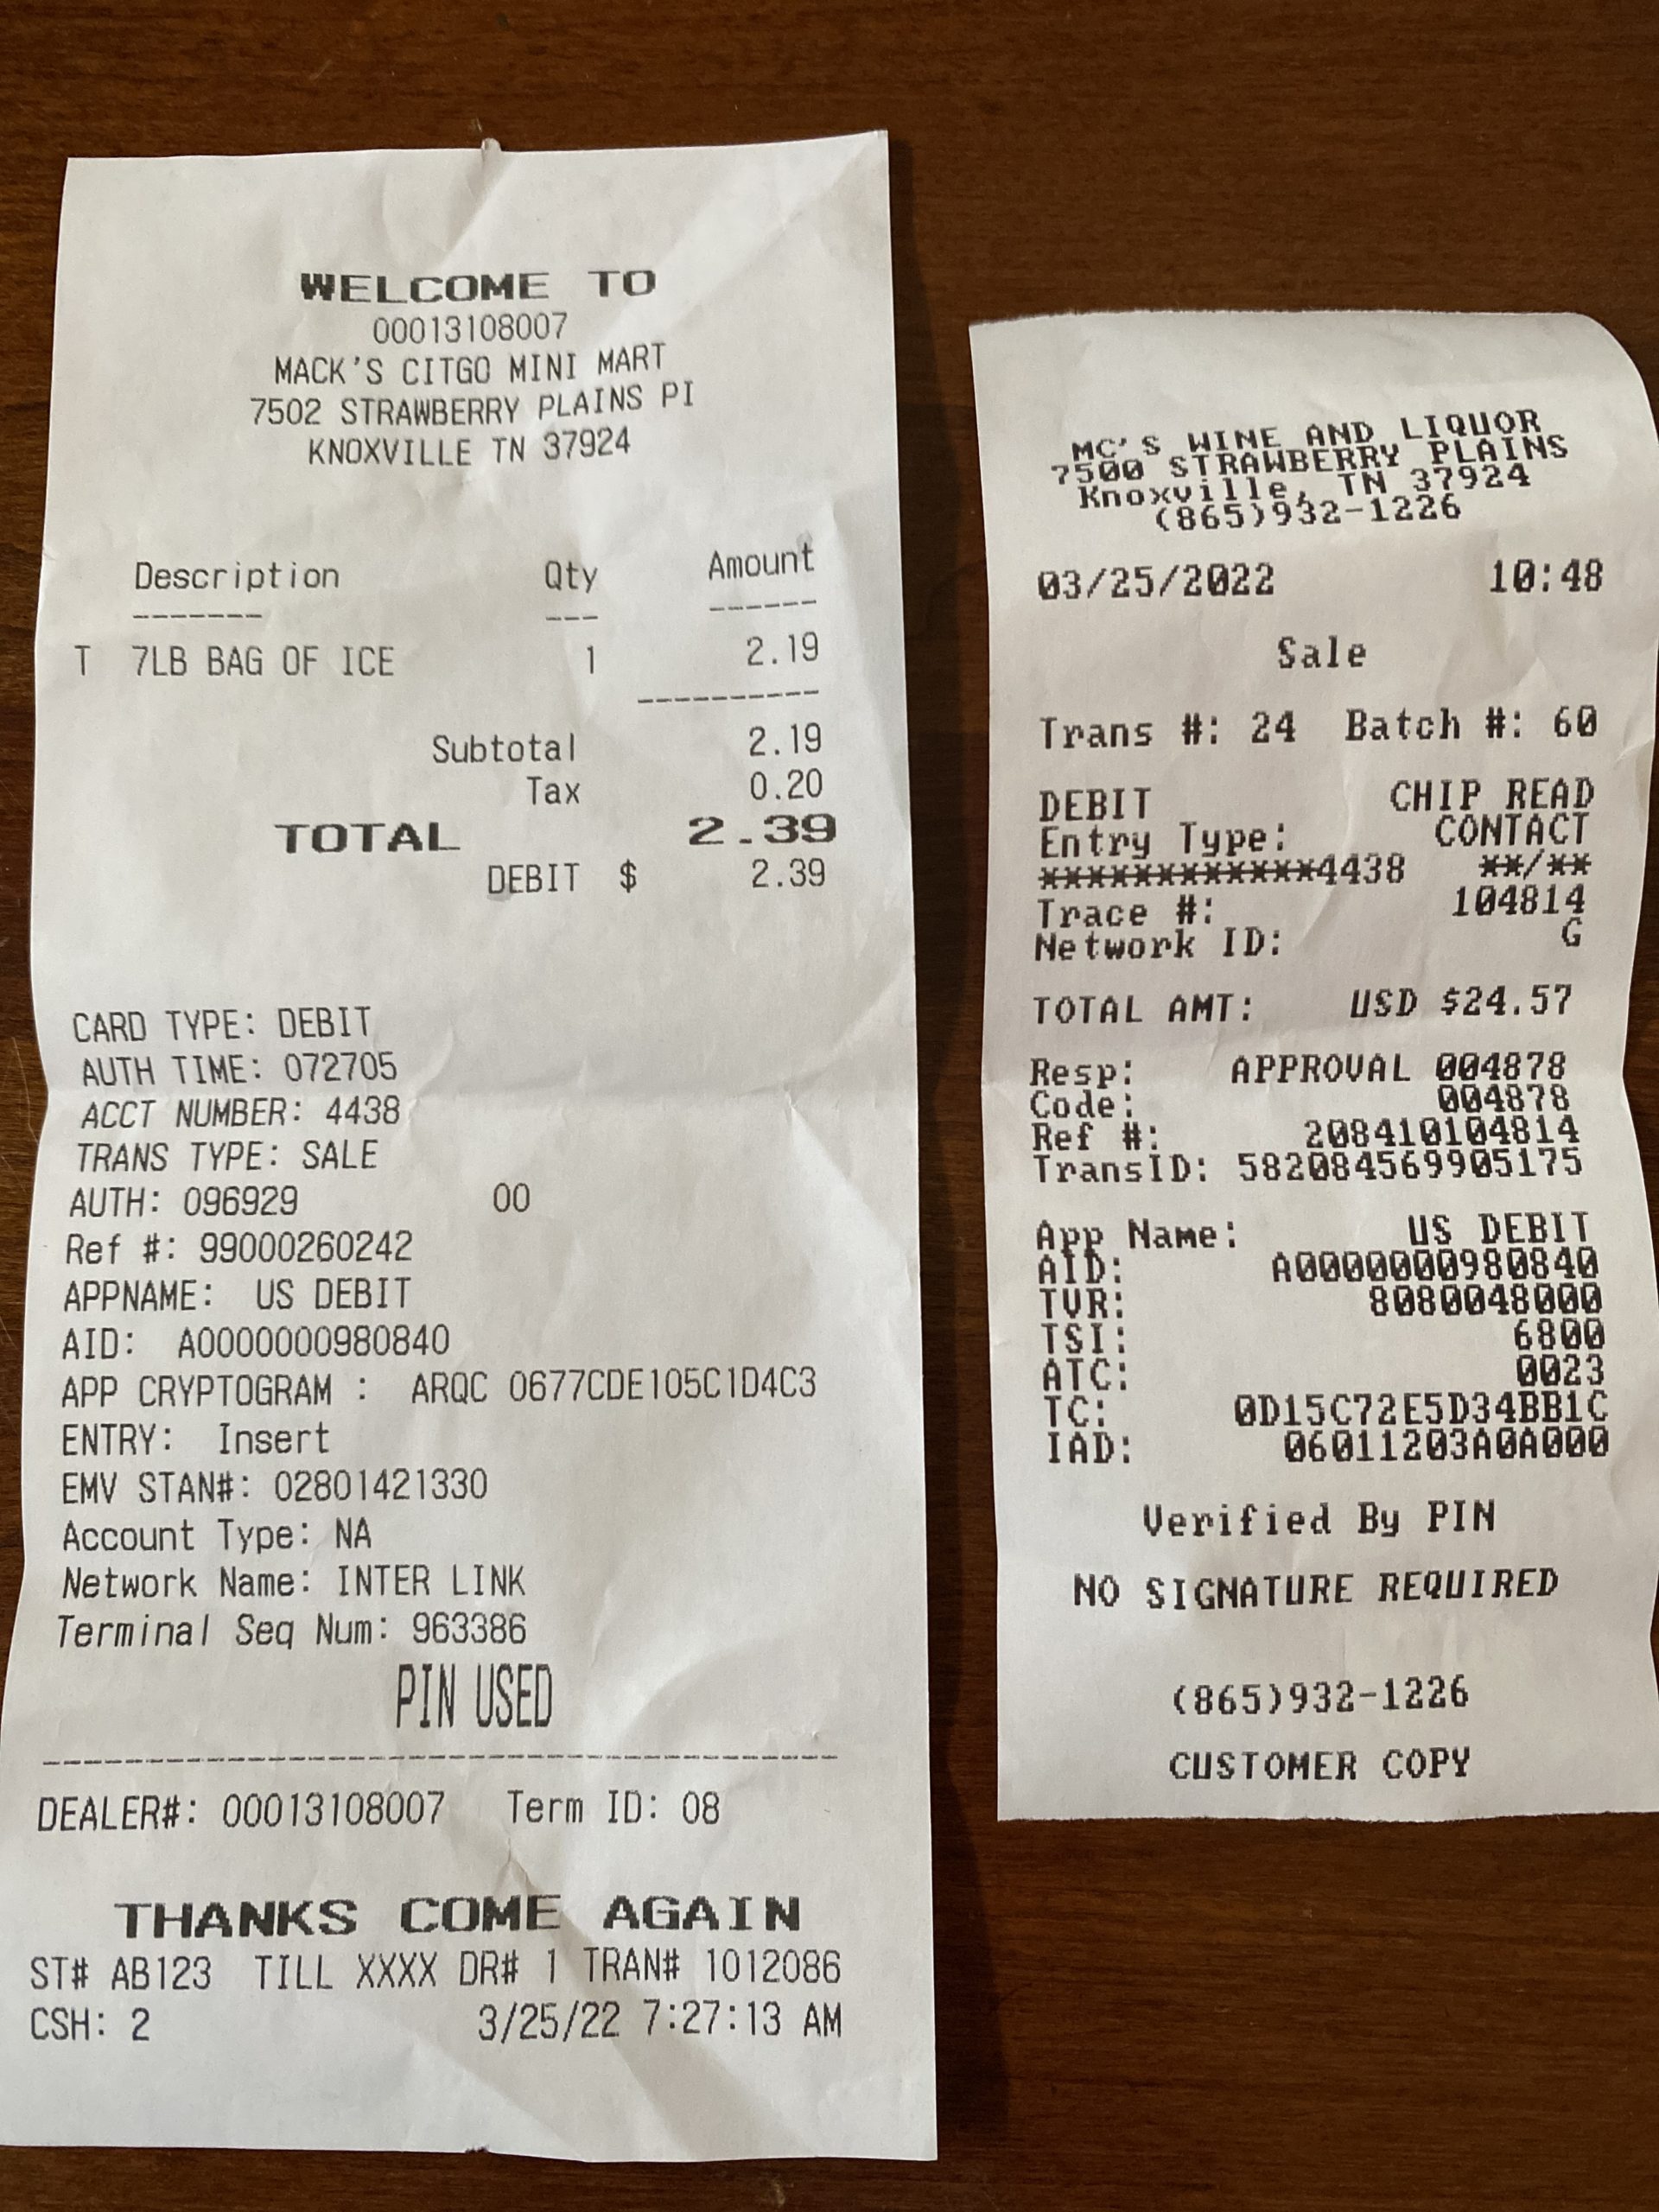 WELCOME TO
00013108007
MACK'S CITGO MINI MART
7502 STRAWBERRY PLAINS PI
KNOXVILLE TN 37924
Description Qty Amount
------- --- ------
T 7LB BAG OF ICE 1 2.19
----------
Subtotal 2.19
Tax 0.20
TOTAL 2.39
DEBIT $ 2.39
CARD TYPE: DEBIT
AUTH TIME: 072705
ACCT NUMBER: 4438
TRANS TYPE: SALE
AUTH: 096929 00
Ref #: 99000260242
APPNAME: US DEBIT
AID: A0000000980840
APP CRYPTOGRAM : ARQC 0677CDE105C1D4C3
ENTRY: Insert
EMV STAN#: 02801421330
Account Type: NA
Network Name: INTER LINK
Terminal Seq Num: 963386
PIN USED
----------------------------------------
DEALER#: 00013108007 Term ID: 08
THANKS COME AGAIN
ST# AB123 TILL XXXX DR# 1 TRAN# 1012086
CSH: 2 3/25/22 7:27:13 AM
MC'S WINE AND LIQUOR
7500 STRAWBERRY PLAINS
Knoxville, TN 37924
(865)932-1226
03/25/2022 10:48
Sale
Trans #: 24 Batch #: 60
DEBIT CHIP READ
Entry Type: CONTACT
************4438 **/**
Trace #: 104814
Network ID: G
TOTAL AMT: USD $24.57
Resp: APPROVAL 004878
Code: 004878
Ref #: 208410104814
TransID: 582084569905175
App Name: US DEBIT
AID: A0000000980840
TVR: 8080048000
TSI: 6800
ATC: 0023
TC: 0D15C72E5D34BB1C
IAD: 06011203A0A000
Verified By PIN
NO SIGNATURE REQUIRED
(865)932-1226
CUSTOMER COPY